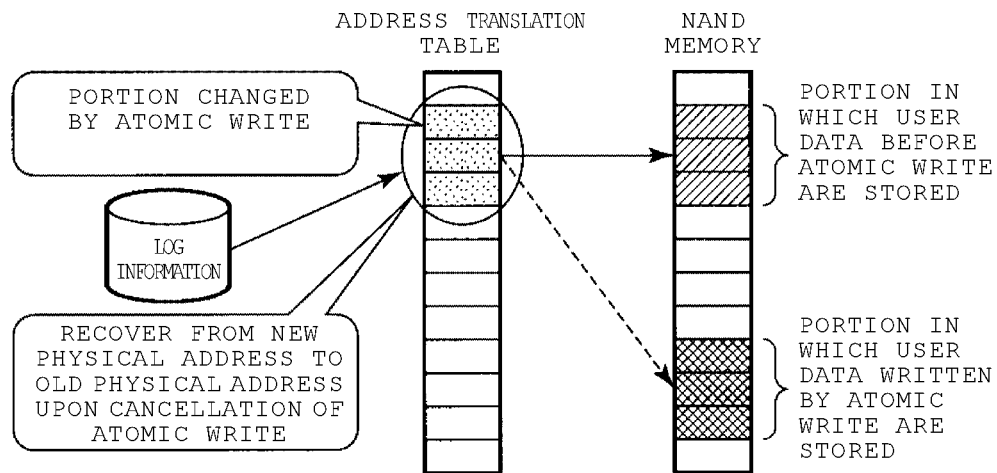 ADDRESS TRANSLATION
TABLE
NAND
MEMORY
PORTION CHANGED
BY ATOMIC WRITE
LOG
INFORMATION
RECOVER FROM NEW
PHYSICAL ADDRESS TO
OLD PHYSICAL ADDRESS
UPON CANCELLATION OF
ATOMIC WRITE
PORTION IN
WHICH USER
DATA BEFORE
ATOMIC WRITE
ARE STORED
PORTION IN
WHICH USER
DATA WRITTEN
BY ATOMIC
WRITE ARE
STORED